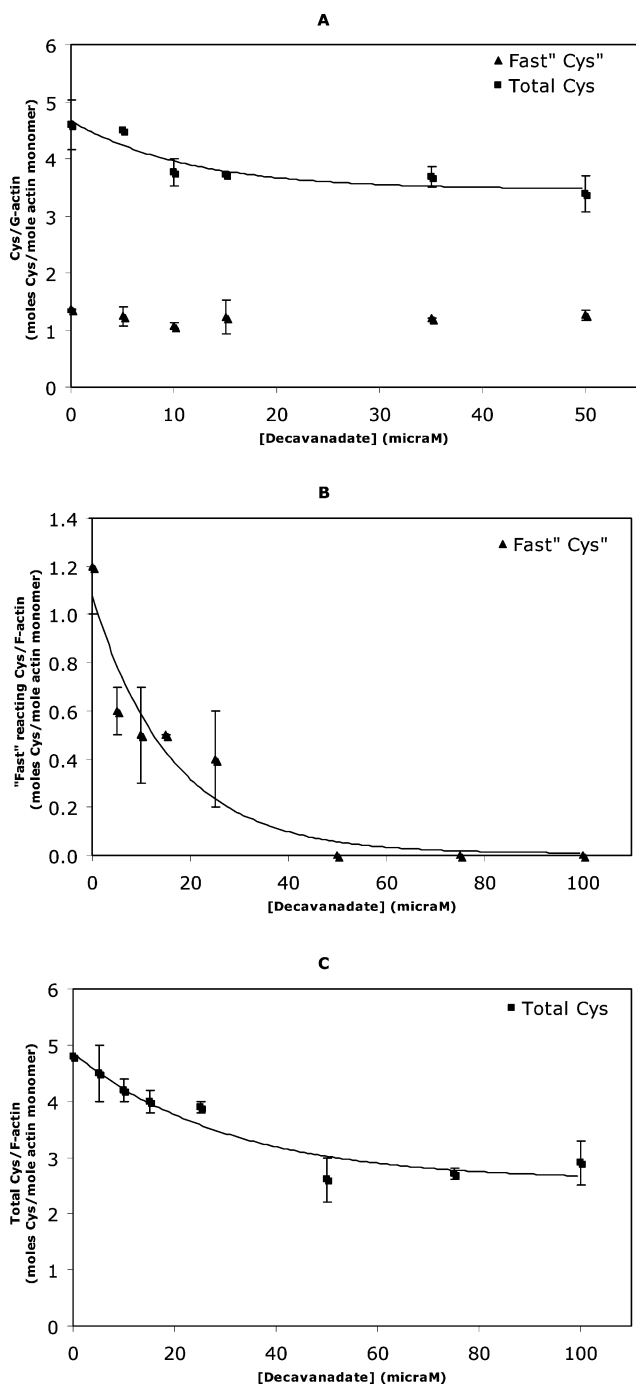 A
Fast" Cys"
Total Cys
Cys/G-actin
(moles Cys/mole actin monomer)
6
5
4
3
2
1
0
0 10 20 30 40 50
[Decavanadate] (micraM)
B
Fast" Cys"
"Fast" reacting Cys/F-actin
(moles Cys/mole actin monomer)
1.4
1.2
1.0
0.8
0.6
0.4
0.2
0.0
0 20 40 60 80 100
[Decavanadate] (micraM)
C
Total Cys
Total Cys/F-actin
(moles Cys/mole actin monomer)
6
5
4
3
2
1
0
0 20 40 60 80 100
[Decavanadate] (micraM)